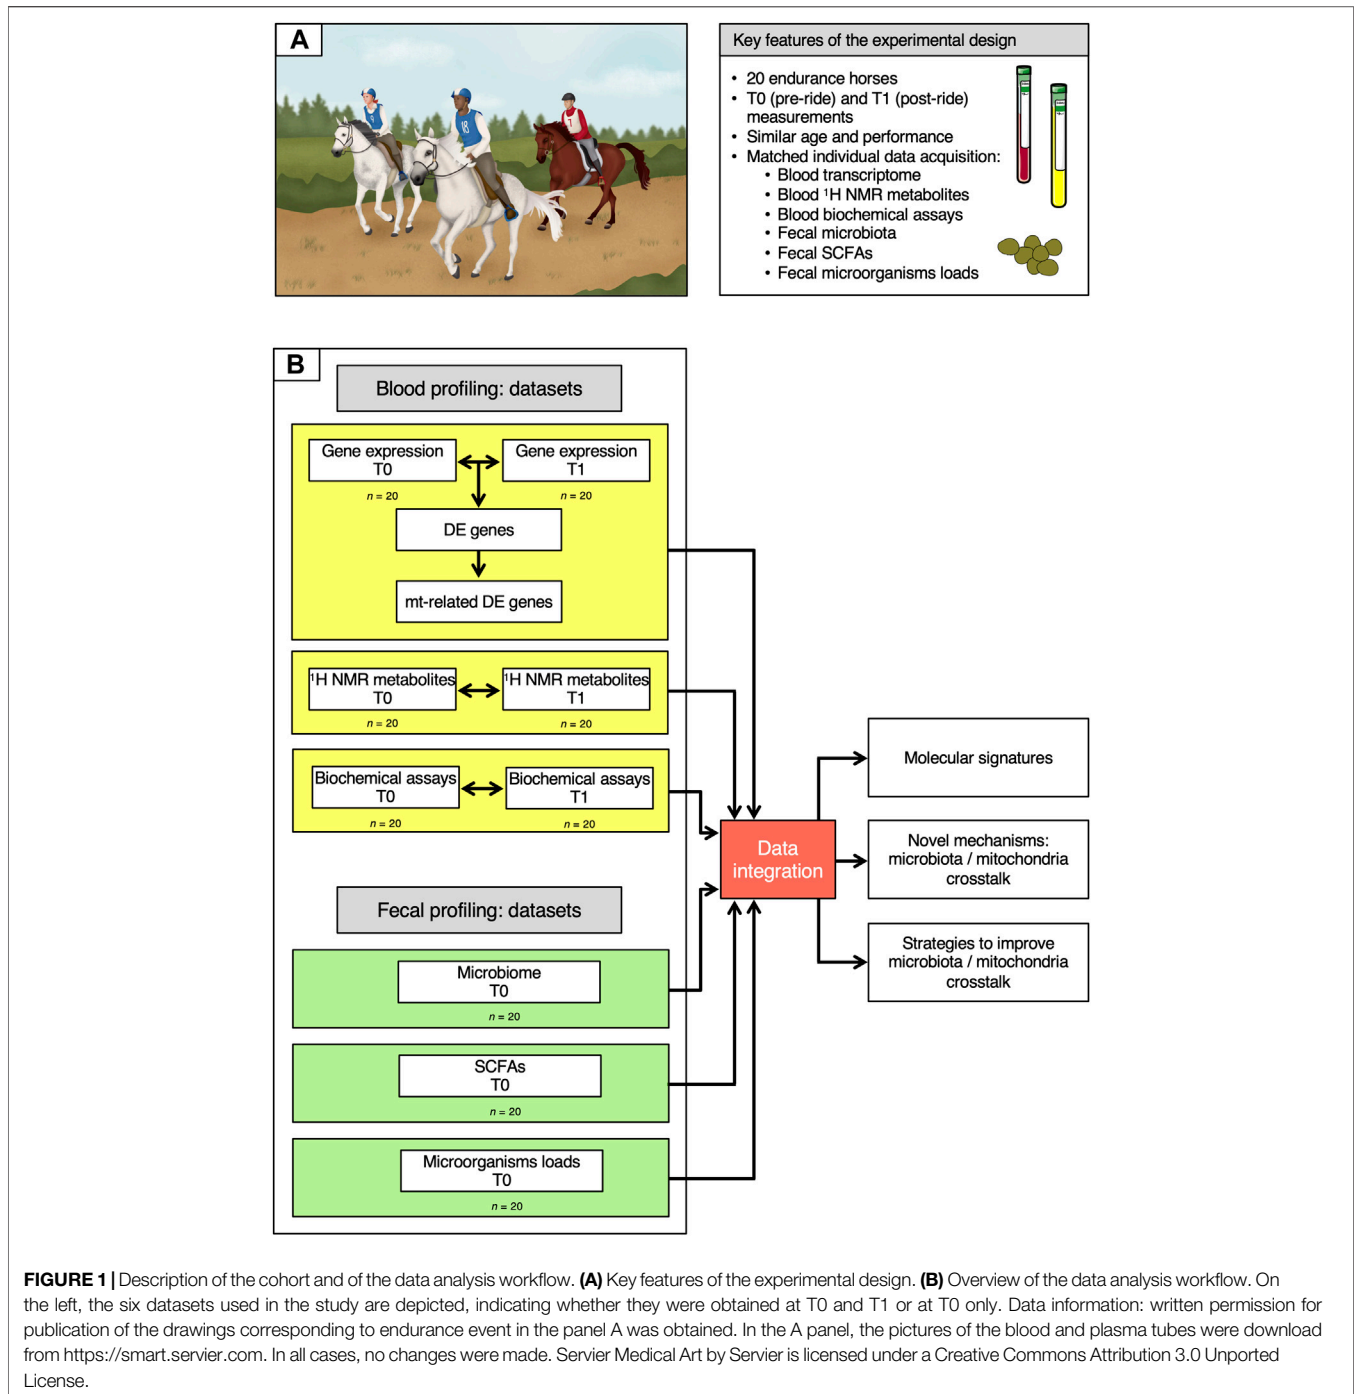 A
9
18
7
Key features of the experimental design
• 20 endurance horses
• T0 (pre-ride) and T1 (post-ride)
measurements
• Similar age and performance
• Matched individual data acquisition:
• Blood transcriptome
• Blood ¹H NMR metabolites
• Blood biochemical assays
• Fecal microbiota
• Fecal SCFAs
• Fecal microorganisms loads
B
Blood profiling: datasets
Gene expression
T0
n = 20
Gene expression
T1
n = 20
DE genes
mt-related DE genes
¹H NMR metabolites
T0
n = 20
¹H NMR metabolites
T1
n = 20
Biochemical assays
T0
n = 20
Biochemical assays
T1
n = 20
Fecal profiling: datasets
Microbiome
T0
n = 20
SCFAs
T0
n = 20
Microorganisms loads
T0
n = 20
Data
integration
Molecular signatures
Novel mechanisms:
microbiota / mitochondria
crosstalk
Strategies to improve
microbiota / mitochondria
crosstalk
FIGURE 1 | Description of the cohort and of the data analysis workflow. (A) Key features of the experimental design. (B) Overview of the data analysis workflow. On
the left, the six datasets used in the study are depicted, indicating whether they were obtained at T0 and T1 or at T0 only. Data information: written permission for
publication of the drawings corresponding to endurance event in the panel A was obtained. In the A panel, the pictures of the blood and plasma tubes were download
from https://smart.servier.com. In all cases, no changes were made. Servier Medical Art by Servier is licensed under a Creative Commons Attribution 3.0 Unported
License.